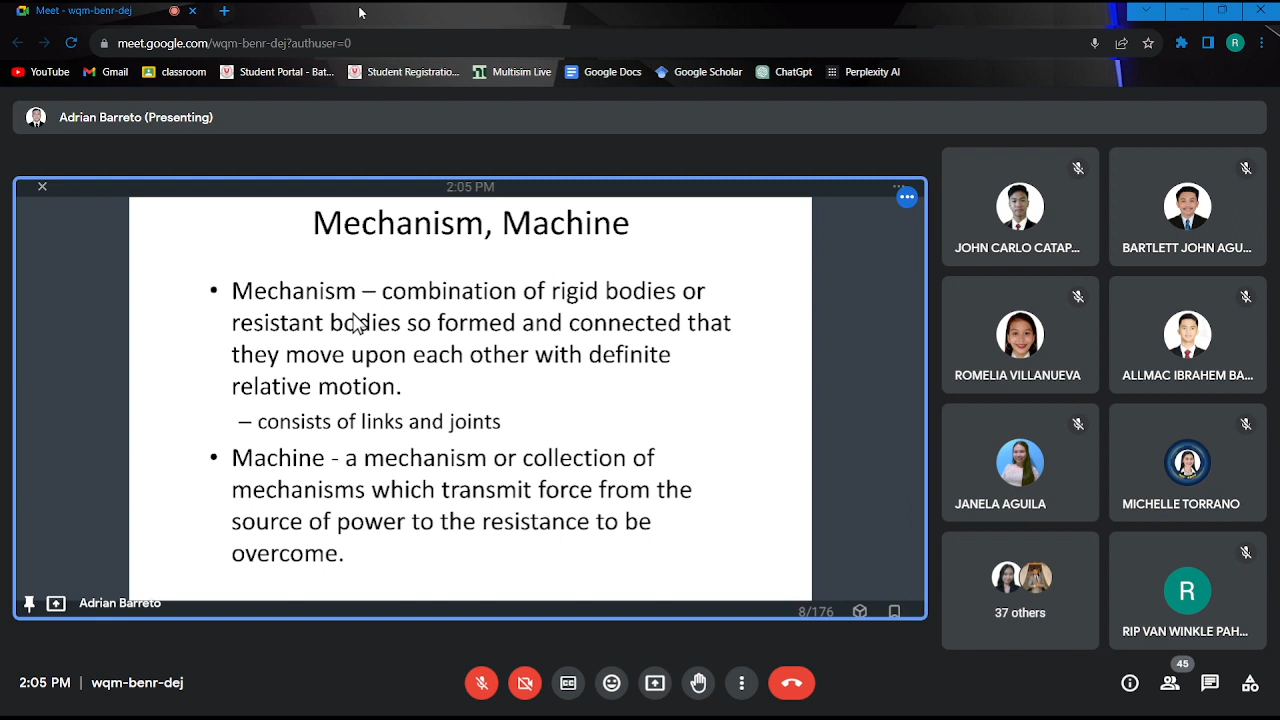 Meet - wqm-benr-dej
meet.google.com/wqm-benr-dej?authuser=0
R
YouTube
Gmail
classroom
Student Portal - Bat...
Student Registratio...
Multisim Live
Google Docs
Google Scholar
ChatGpt
Perplexity AI
Adrian Barreto (Presenting)
2:05 PM
Mechanism, Machine
• Mechanism – combination of rigid bodies or
resistant bodies so formed and connected that
they move upon each other with definite
relative motion.
– consists of links and joints
• Machine - a mechanism or collection of
mechanisms which transmit force from the
source of power to the resistance to be
overcome.
Adrian Barreto
8/176
JOHN CARLO CATAP...
BARTLETT JOHN AGU...
ROMELIA VILLANUEVA
ALLMAC IBRAHEM BA...
JANELA AGUILA
MICHELLE TORRANO
37 others
R
RIP VAN WINKLE PAH...
2:05 PM | wqm-benr-dej
45